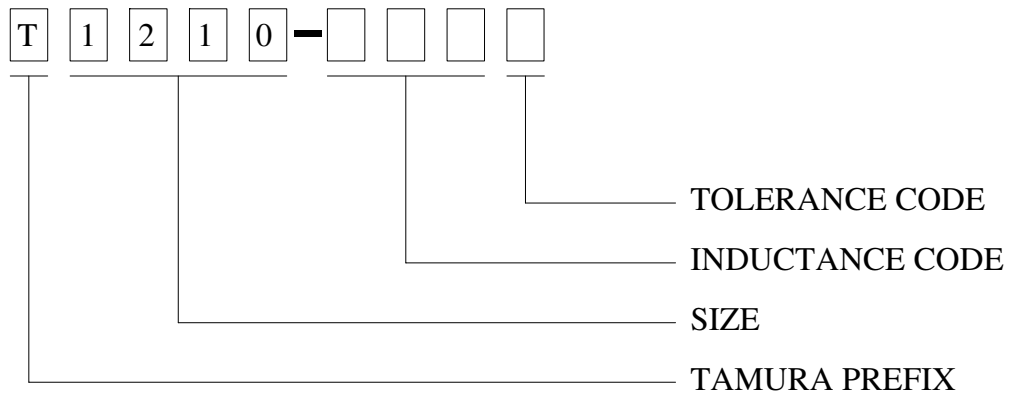 T 1 2 1 0 -
TOLERANCE CODE
INDUCTANCE CODE
SIZE
TAMURA PREFIX